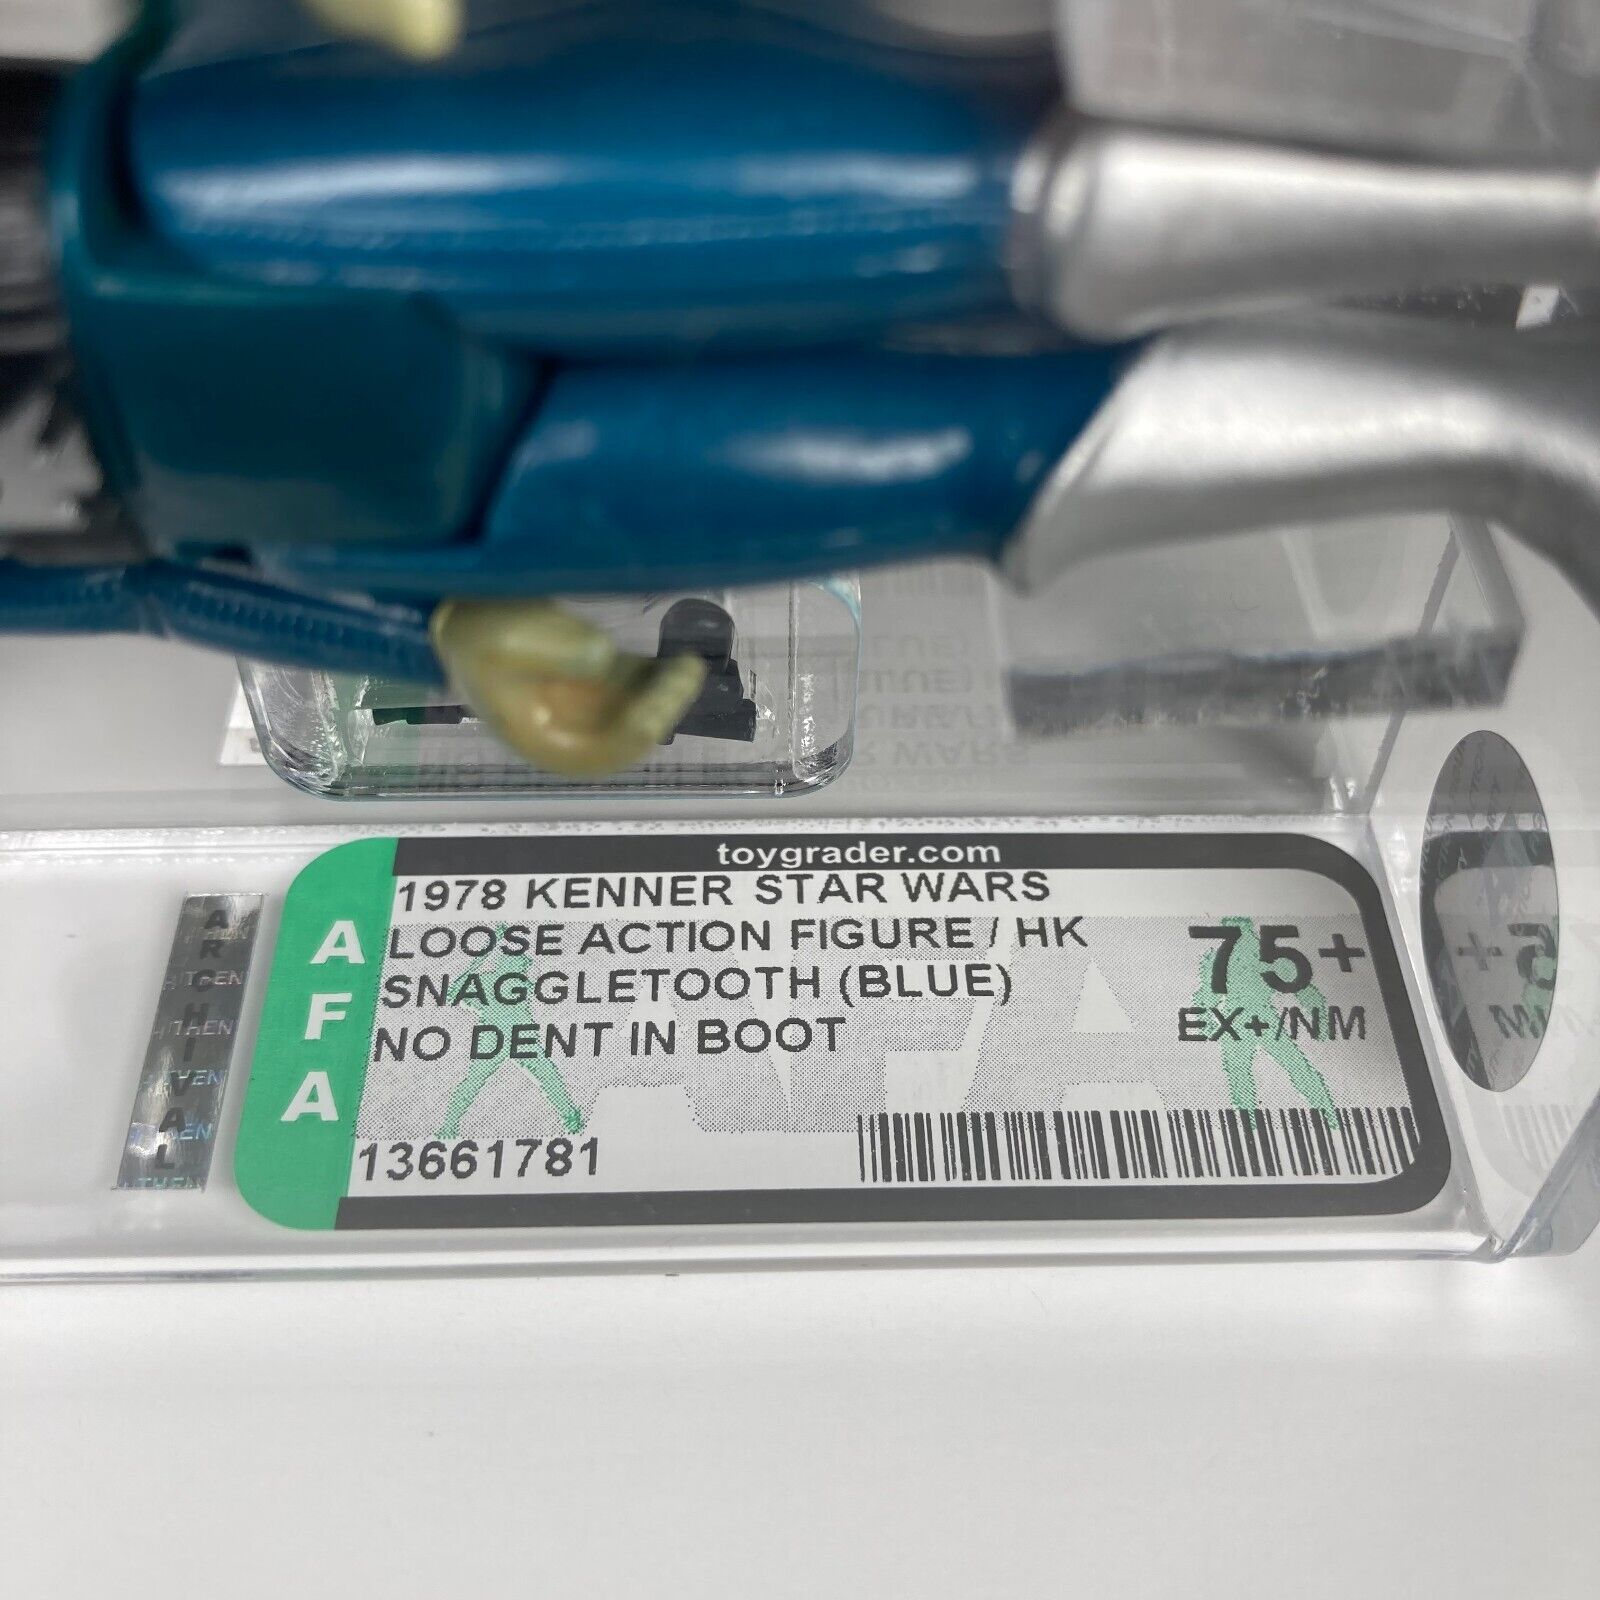 toygrader.com
1978 KENNER STAR WARS
LOOSE ACTION FIGURE / HK
SNAGGLETOOTH (BLUE)
NO DENT IN BOOT
75+
EX+/NM
AFA
13661781
ARCHIVAL